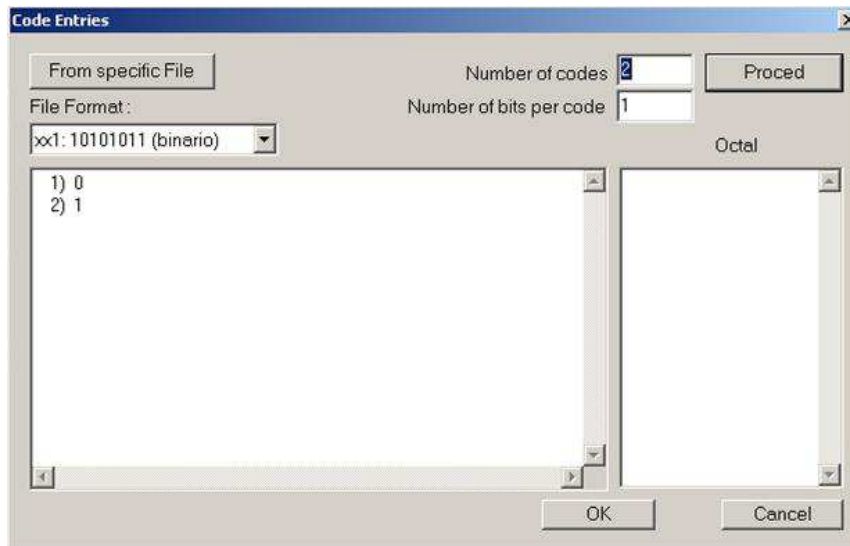 Code Entries
From specific File
Number of codes 2
Proced
File Format :
Number of bits per code 1
xx1: 10101011 (binario)
Octal
1) 0
2) 1
OK
Cancel